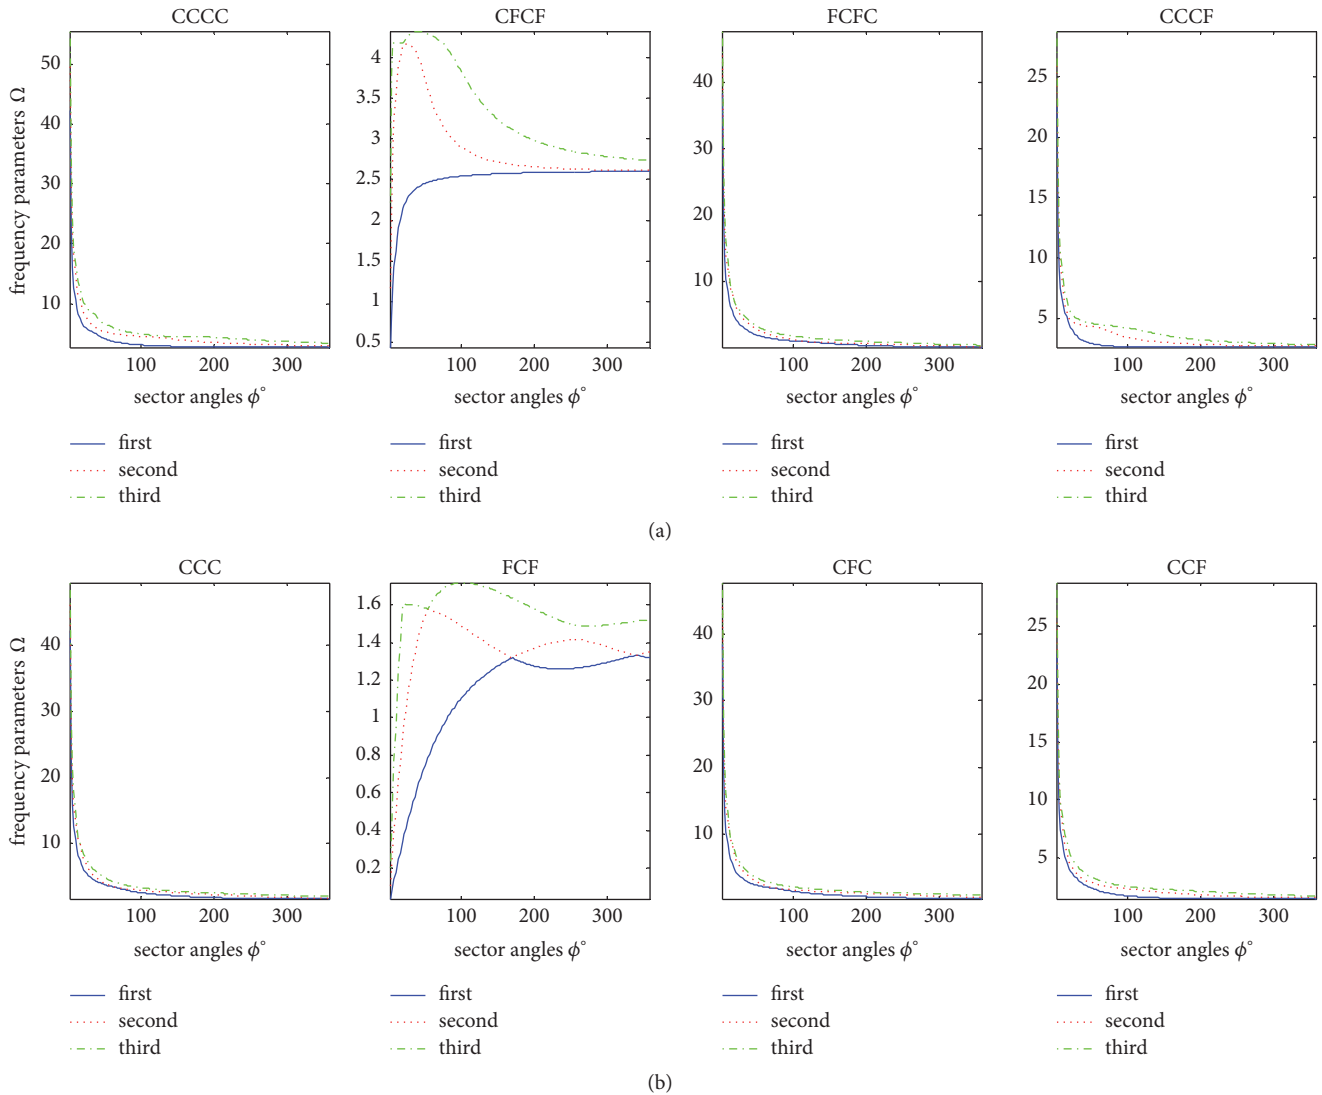 CCCC
CFCF
FCFC
CCCF
frequency parameters Ω
50
40
30
20
10
4
3.5
3
2.5
2
1.5
1
0.5
40
30
20
10
25
20
15
10
5
100 200 300
100 200 300
100 200 300
100 200 300
sector angles ϕ°
sector angles ϕ°
sector angles ϕ°
sector angles ϕ°
first
second
third
first
second
third
first
second
third
first
second
third
(a)
CCC
FCF
CFC
CCF
frequency parameters Ω
40
30
20
10
1.6
1.4
1.2
1
0.8
0.6
0.4
0.2
40
30
20
10
25
20
15
10
5
100 200 300
100 200 300
100 200 300
100 200 300
sector angles ϕ°
sector angles ϕ°
sector angles ϕ°
sector angles ϕ°
first
second
third
first
second
third
first
second
third
first
second
third
(b)